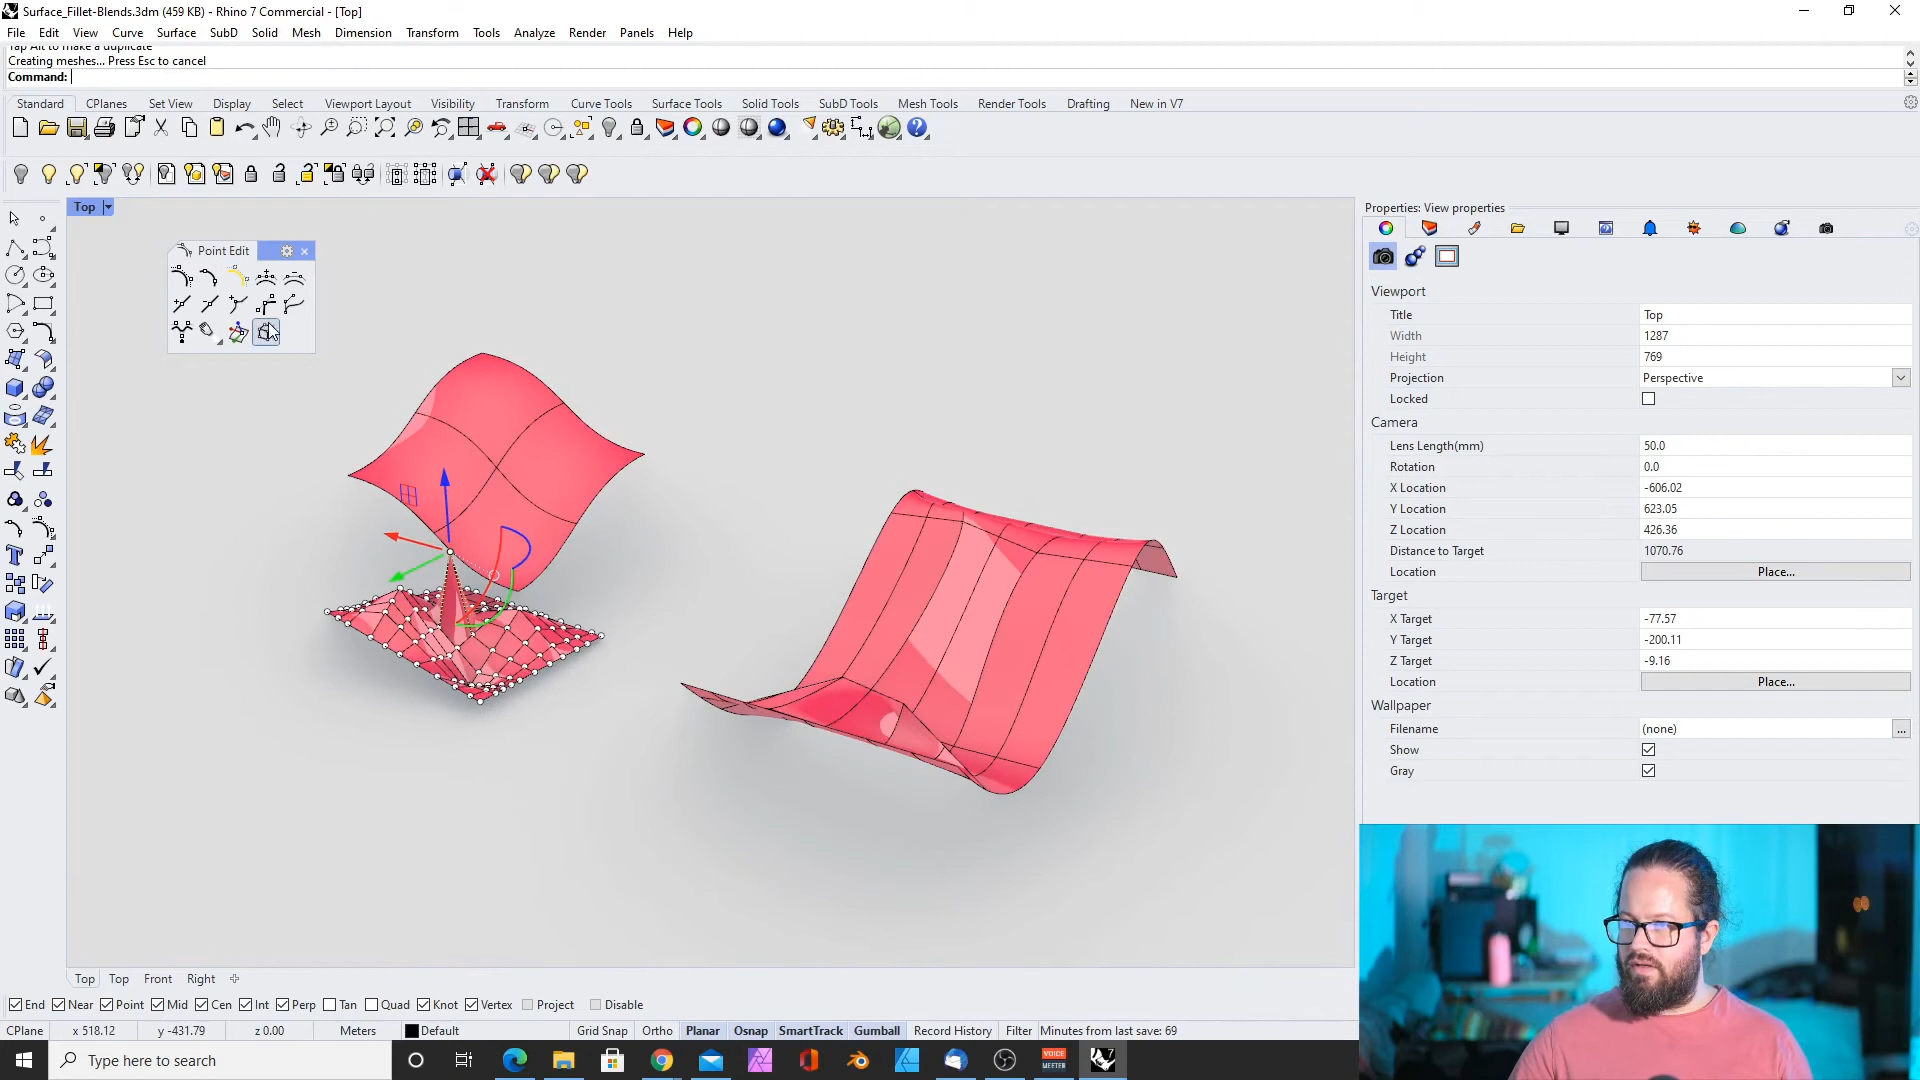 Surface_Fillet-Blends.3dm (459 KB) - Rhino 7 Commercial - [Top]
File Edit View Curve Surface SubD Solid Mesh Dimension Transform Tools Analyze Render Panels Help
Tap Alt to make a duplicate
Creating meshes... Press Esc to cancel
Command:
Standard CPlanes Set View Display Select Viewport Layout Visibility Transform Curve Tools Surface Tools Solid Tools SubD Tools Mesh Tools Render Tools Drafting New in V7
Top
Point Edit
Properties: View properties
Viewport
Title Top
Width 1287
Height 769
Projection Perspective
Locked
Camera
Lens Length(mm) 50.0
Rotation 0.0
X Location -606.02
Y Location 623.05
Z Location 426.36
Distance to Target 1070.76
Location Place...
Target
X Target -77.57
Y Target -200.11
Z Target -9.16
Location Place...
Wallpaper
Filename (none) ...
Show
Gray
Top Top Front Right
End Near Point Mid Cen Int Perp Tan Quad Knot Vertex Project Disable
CPlane x 518.12 y -431.79 z 0.00 Meters Default Grid Snap Ortho Planar Osnap SmartTrack Gumball Record History Filter Minutes from last save: 69
Type here to search
VOICE
MEETER